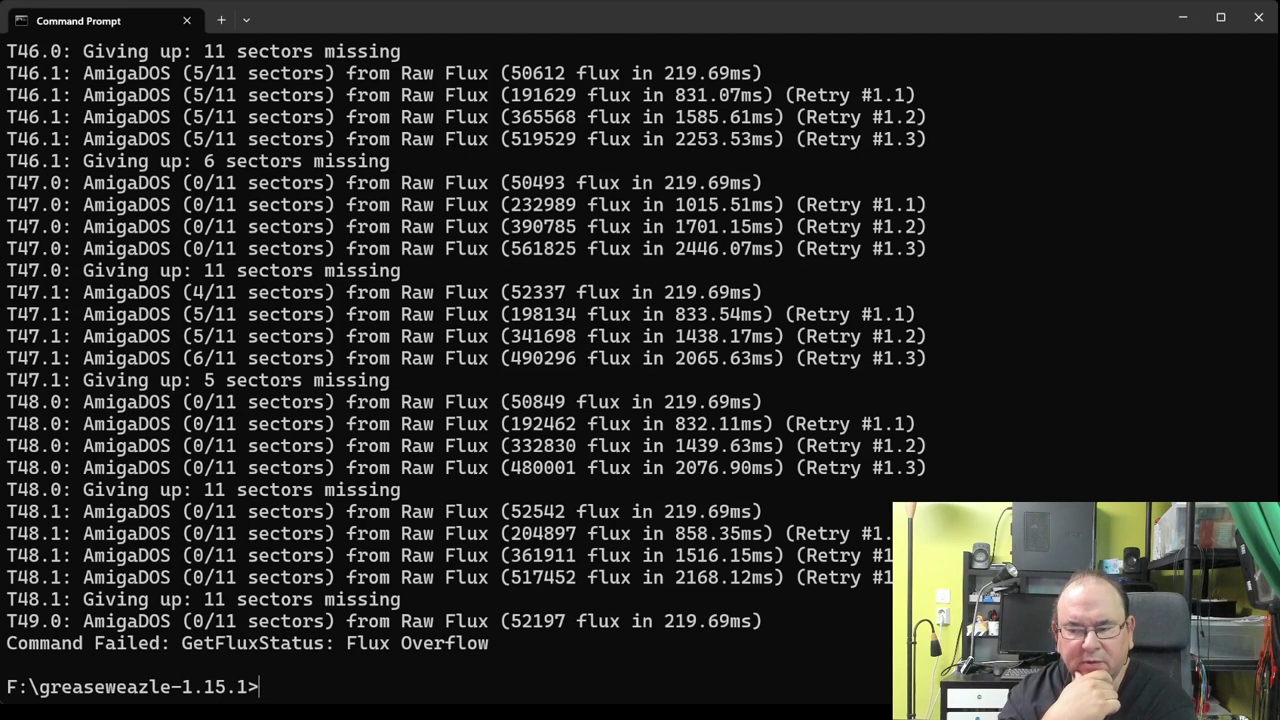 Command Prompt
T46.0: Giving up: 11 sectors missing
T46.1: AmigaDOS (5/11 sectors) from Raw Flux (50612 flux in 219.69ms)
T46.1: AmigaDOS (5/11 sectors) from Raw Flux (191629 flux in 831.07ms) (Retry #1.1)
T46.1: AmigaDOS (5/11 sectors) from Raw Flux (365568 flux in 1585.61ms) (Retry #1.2)
T46.1: AmigaDOS (5/11 sectors) from Raw Flux (519529 flux in 2253.53ms) (Retry #1.3)
T46.1: Giving up: 6 sectors missing
T47.0: AmigaDOS (0/11 sectors) from Raw Flux (50493 flux in 219.69ms)
T47.0: AmigaDOS (0/11 sectors) from Raw Flux (232989 flux in 1015.51ms) (Retry #1.1)
T47.0: AmigaDOS (0/11 sectors) from Raw Flux (390785 flux in 1701.15ms) (Retry #1.2)
T47.0: AmigaDOS (0/11 sectors) from Raw Flux (561825 flux in 2446.07ms) (Retry #1.3)
T47.0: Giving up: 11 sectors missing
T47.1: AmigaDOS (4/11 sectors) from Raw Flux (52337 flux in 219.69ms)
T47.1: AmigaDOS (5/11 sectors) from Raw Flux (198134 flux in 833.54ms) (Retry #1.1)
T47.1: AmigaDOS (5/11 sectors) from Raw Flux (341698 flux in 1438.17ms) (Retry #1.2)
T47.1: AmigaDOS (6/11 sectors) from Raw Flux (490296 flux in 2065.63ms) (Retry #1.3)
T47.1: Giving up: 5 sectors missing
T48.0: AmigaDOS (0/11 sectors) from Raw Flux (50849 flux in 219.69ms)
T48.0: AmigaDOS (0/11 sectors) from Raw Flux (192462 flux in 832.11ms) (Retry #1.1)
T48.0: AmigaDOS (0/11 sectors) from Raw Flux (332830 flux in 1439.63ms) (Retry #1.2)
T48.0: AmigaDOS (0/11 sectors) from Raw Flux (480001 flux in 2076.90ms) (Retry #1.3)
T48.0: Giving up: 11 sectors missing
T48.1: AmigaDOS (0/11 sectors) from Raw Flux (52542 flux in 219.69ms)
T48.1: AmigaDOS (0/11 sectors) from Raw Flux (204897 flux in 858.35ms) (Retry #1.
T48.1: AmigaDOS (0/11 sectors) from Raw Flux (361911 flux in 1516.15ms) (Retry #1
T48.1: AmigaDOS (0/11 sectors) from Raw Flux (517452 flux in 2168.12ms) (Retry #1
T48.1: Giving up: 11 sectors missing
T49.0: AmigaDOS (0/11 sectors) from Raw Flux (52197 flux in 219.69ms)
Command Failed: GetFluxStatus: Flux Overflow
F:\greaseweazle-1.15.1>